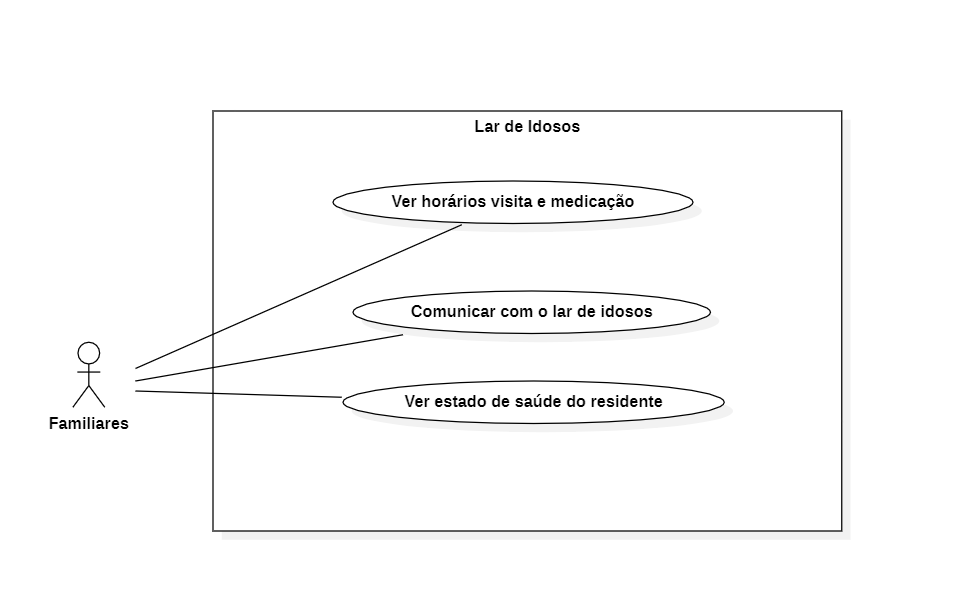 Lar de Idosos
Ver horários visita e medicação
Comunicar com o lar de idosos
Ver estado de saúde do residente
Familiares